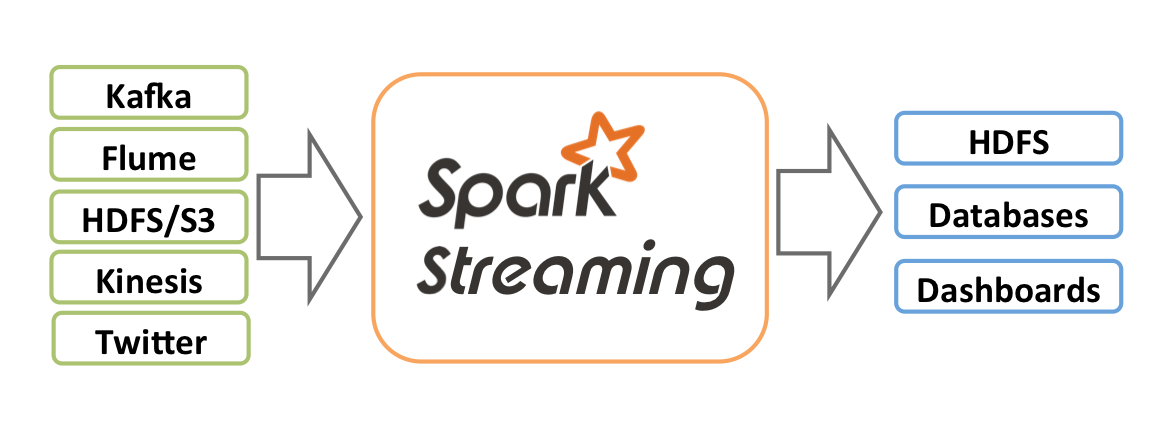 Kafka
Flume
HDFS/S3
Kinesis
Twitter
Spark
Streaming
HDFS
Databases
Dashboards